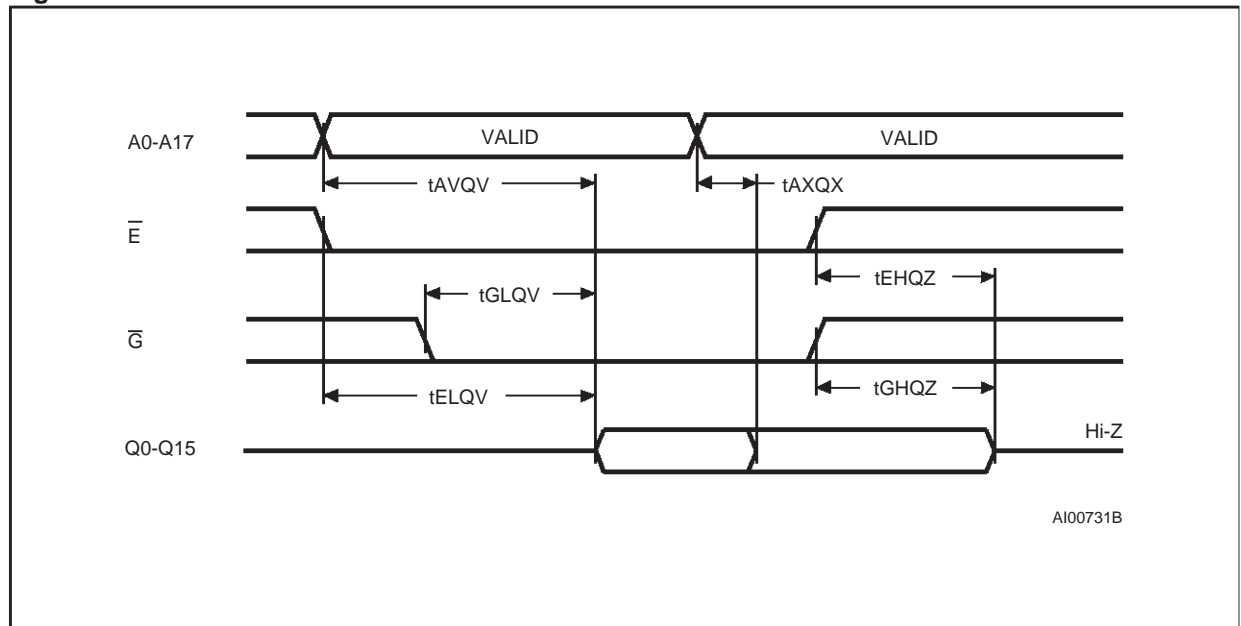 A0-A17
VALID
VALID
tAVQV
tAXQX
E̅
tEHQZ
tGLQV
G̅
tELQV
tGHQZ
Q0-Q15
Hi-Z
AI00731B